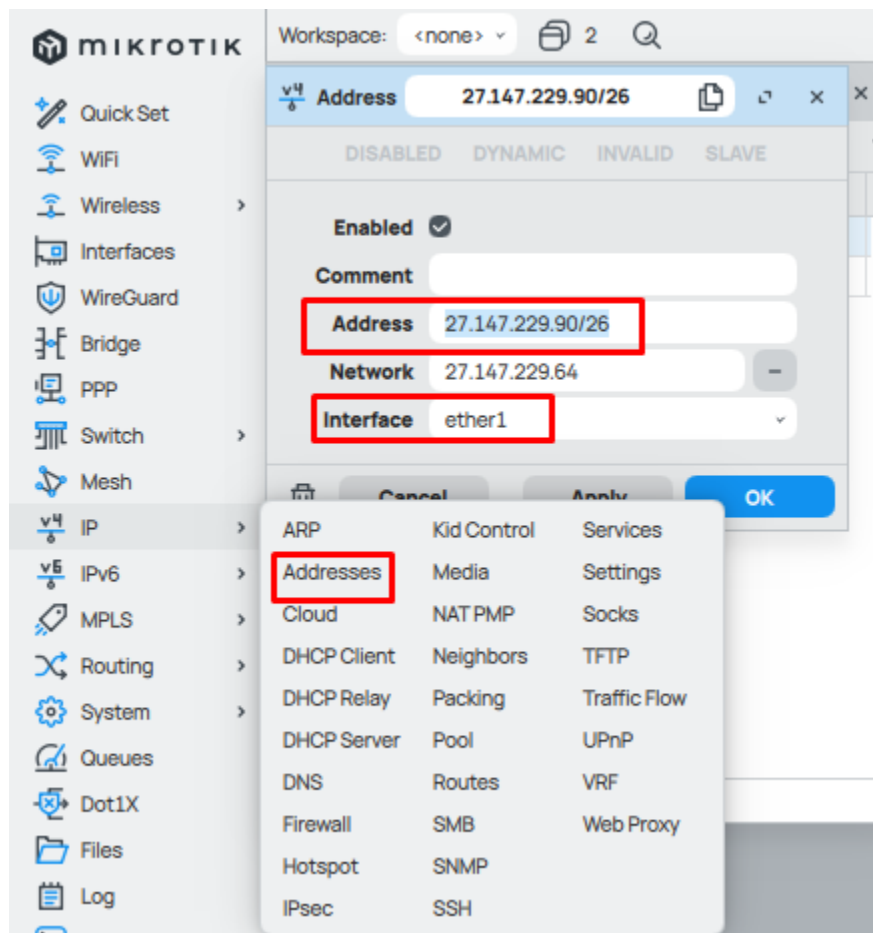 mikrotik
Workspace: <none> 2
Quick Set
WiFi
Wireless
Interfaces
WireGuard
Bridge
PPP
Switch
Mesh
IP
IPv6
MPLS
Routing
System
Queues
Dot1X
Files
Log
v4 Address 27.147.229.90/26
DISABLED DYNAMIC INVALID SLAVE
Enabled
Comment
Address 27.147.229.90/26
Network 27.147.229.64
Interface ether1
Cancel Apply OK
ARP Kid Control Services
Addresses Media Settings
Cloud NAT PMP Socks
DHCP Client Neighbors TFTP
DHCP Relay Packing Traffic Flow
DHCP Server Pool UPnP
DNS Routes VRF
Firewall SMB Web Proxy
Hotspot SNMP
IPsec SSH